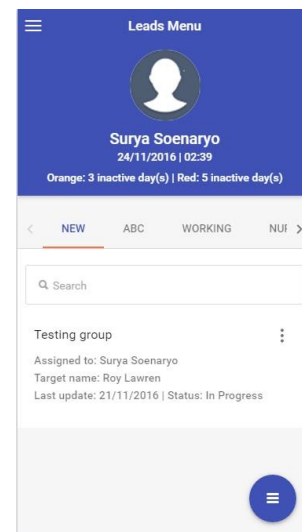 Leads Menu
Surya Soenaryo
24/11/2016 | 02:39
Orange: 3 inactive day(s) | Red: 5 inactive day(s)
NEW ABC WORKING NUF
Search
Testing group
Assigned to: Surya Soenaryo
Target name: Roy Lawren
Last update: 21/11/2016 | Status: In Progress